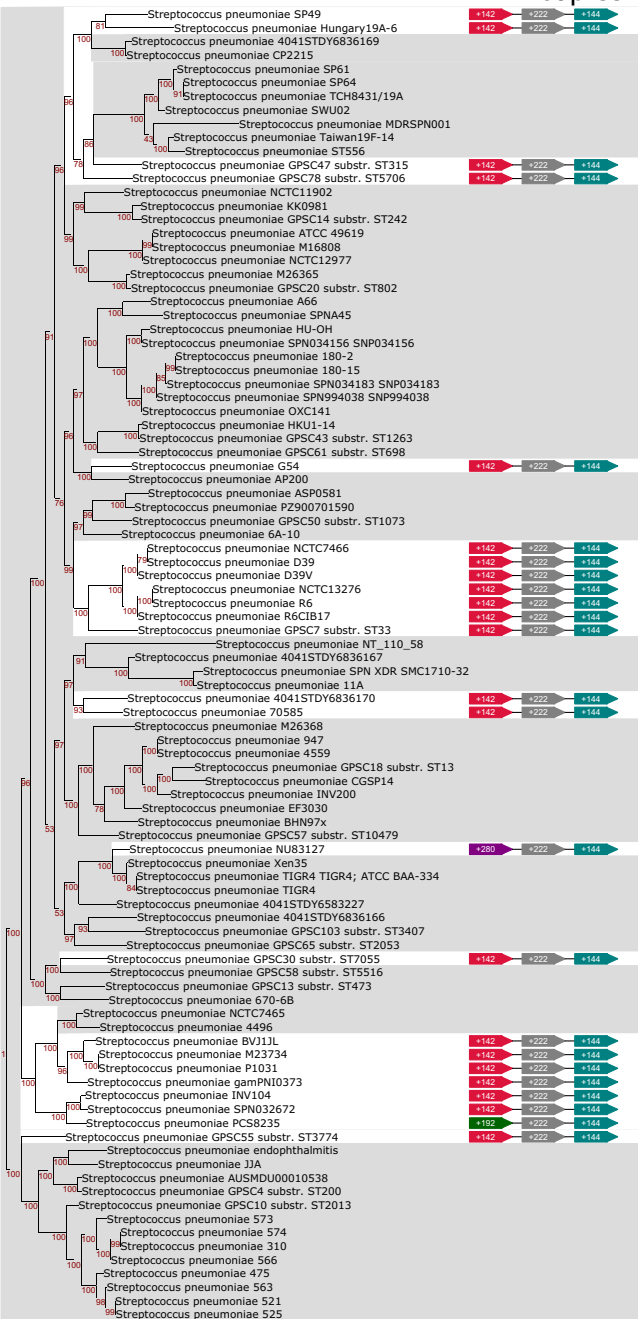 Streptococcus pneumoniae SP49 +142 +222 +144
Streptococcus pneumoniae Hungary19A-6 +142 +222 +144
Streptococcus pneumoniae 4041STDY6836169
Streptococcus pneumoniae CP2215
Streptococcus pneumoniae SP61
Streptococcus pneumoniae SP64
Streptococcus pneumoniae TCH8431/19A
Streptococcus pneumoniae SWU02
Streptococcus pneumoniae MDRSPN001
Streptococcus pneumoniae Taiwan19F-14
Streptococcus pneumoniae ST556
Streptococcus pneumoniae GPSC47 substr. ST315 +142 +222 +144
Streptococcus pneumoniae GPSC78 substr. ST5706 +142 +222 +144
Streptococcus pneumoniae NCTC11902
Streptococcus pneumoniae KK0981
Streptococcus pneumoniae GPSC14 substr. ST242
Streptococcus pneumoniae ATCC 49619
Streptococcus pneumoniae M16808
Streptococcus pneumoniae NCTC12977
Streptococcus pneumoniae M26365
Streptococcus pneumoniae GPSC20 substr. ST802
Streptococcus pneumoniae A66
Streptococcus pneumoniae SPNA45
Streptococcus pneumoniae HU-OH
Streptococcus pneumoniae SPN034156 SNP034156
Streptococcus pneumoniae 180-2
Streptococcus pneumoniae 180-15
Streptococcus pneumoniae SPN034183 SNP034183
Streptococcus pneumoniae SPN994038 SNP994038
Streptococcus pneumoniae OXC141
Streptococcus pneumoniae HKU1-14
Streptococcus pneumoniae GPSC43 substr. ST1263
Streptococcus pneumoniae GPSC61 substr. ST698
Streptococcus pneumoniae G54 +142 +222 +144
Streptococcus pneumoniae AP200
Streptococcus pneumoniae ASP0581
Streptococcus pneumoniae PZ900701590
Streptococcus pneumoniae GPSC50 substr. ST1073
Streptococcus pneumoniae 6A-10
Streptococcus pneumoniae NCTC7466 +142 +222 +144
Streptococcus pneumoniae D39 +142 +222 +144
Streptococcus pneumoniae D39V +142 +222 +144
Streptococcus pneumoniae NCTC13276 +142 +222 +144
Streptococcus pneumoniae R6 +142 +222 +144
Streptococcus pneumoniae R6CIB17 +142 +222 +144
Streptococcus pneumoniae GPSC7 substr. ST33 +142 +222 +144
Streptococcus pneumoniae NT_110_58
Streptococcus pneumoniae 4041STDY6836167
Streptococcus pneumoniae SPN XDR SMC1710-32
Streptococcus pneumoniae 11A
Streptococcus pneumoniae 4041STDY6836170 +142 +222 +144
Streptococcus pneumoniae 70585 +142 +222 +144
Streptococcus pneumoniae M26368
Streptococcus pneumoniae 947
Streptococcus pneumoniae 4559
Streptococcus pneumoniae GPSC18 substr. ST13
Streptococcus pneumoniae CGSP14
Streptococcus pneumoniae INV200
Streptococcus pneumoniae EF3030
Streptococcus pneumoniae BHN97x
Streptococcus pneumoniae GPSC57 substr. ST10479
Streptococcus pneumoniae NU83127 +280 +222 +144
Streptococcus pneumoniae Xen35
Streptococcus pneumoniae TIGR4 TIGR4; ATCC BAA-334
Streptococcus pneumoniae TIGR4
Streptococcus pneumoniae 4041STDY6583227
Streptococcus pneumoniae 4041STDY6836166
Streptococcus pneumoniae GPSC103 substr. ST3407
Streptococcus pneumoniae GPSC65 substr. ST2053
Streptococcus pneumoniae GPSC30 substr. ST7055 +142 +222 +144
Streptococcus pneumoniae GPSC58 substr. ST5516
Streptococcus pneumoniae GPSC13 substr. ST473
Streptococcus pneumoniae 670-6B
Streptococcus pneumoniae NCTC7465
Streptococcus pneumoniae 4496
Streptococcus pneumoniae BVJ1JL +142 +222 +144
Streptococcus pneumoniae M23734 +142 +222 +144
Streptococcus pneumoniae P1031 +142 +222 +144
Streptococcus pneumoniae gamPNI0373 +142 +222 +144
Streptococcus pneumoniae INV104 +142 +222 +144
Streptococcus pneumoniae SPN032672 +142 +222 +144
Streptococcus pneumoniae PCS8235 +192 +222 +144
Streptococcus pneumoniae GPSC55 substr. ST3774 +142 +222 +144
Streptococcus pneumoniae endophthalmitis
Streptococcus pneumoniae JJA
Streptococcus pneumoniae AUSMDU00010538
Streptococcus pneumoniae GPSC4 substr. ST200
Streptococcus pneumoniae GPSC10 substr. ST2013
Streptococcus pneumoniae 573
Streptococcus pneumoniae 574
Streptococcus pneumoniae 310
Streptococcus pneumoniae 566
Streptococcus pneumoniae 475
Streptococcus pneumoniae 563
Streptococcus pneumoniae 521
Streptococcus pneumoniae 525